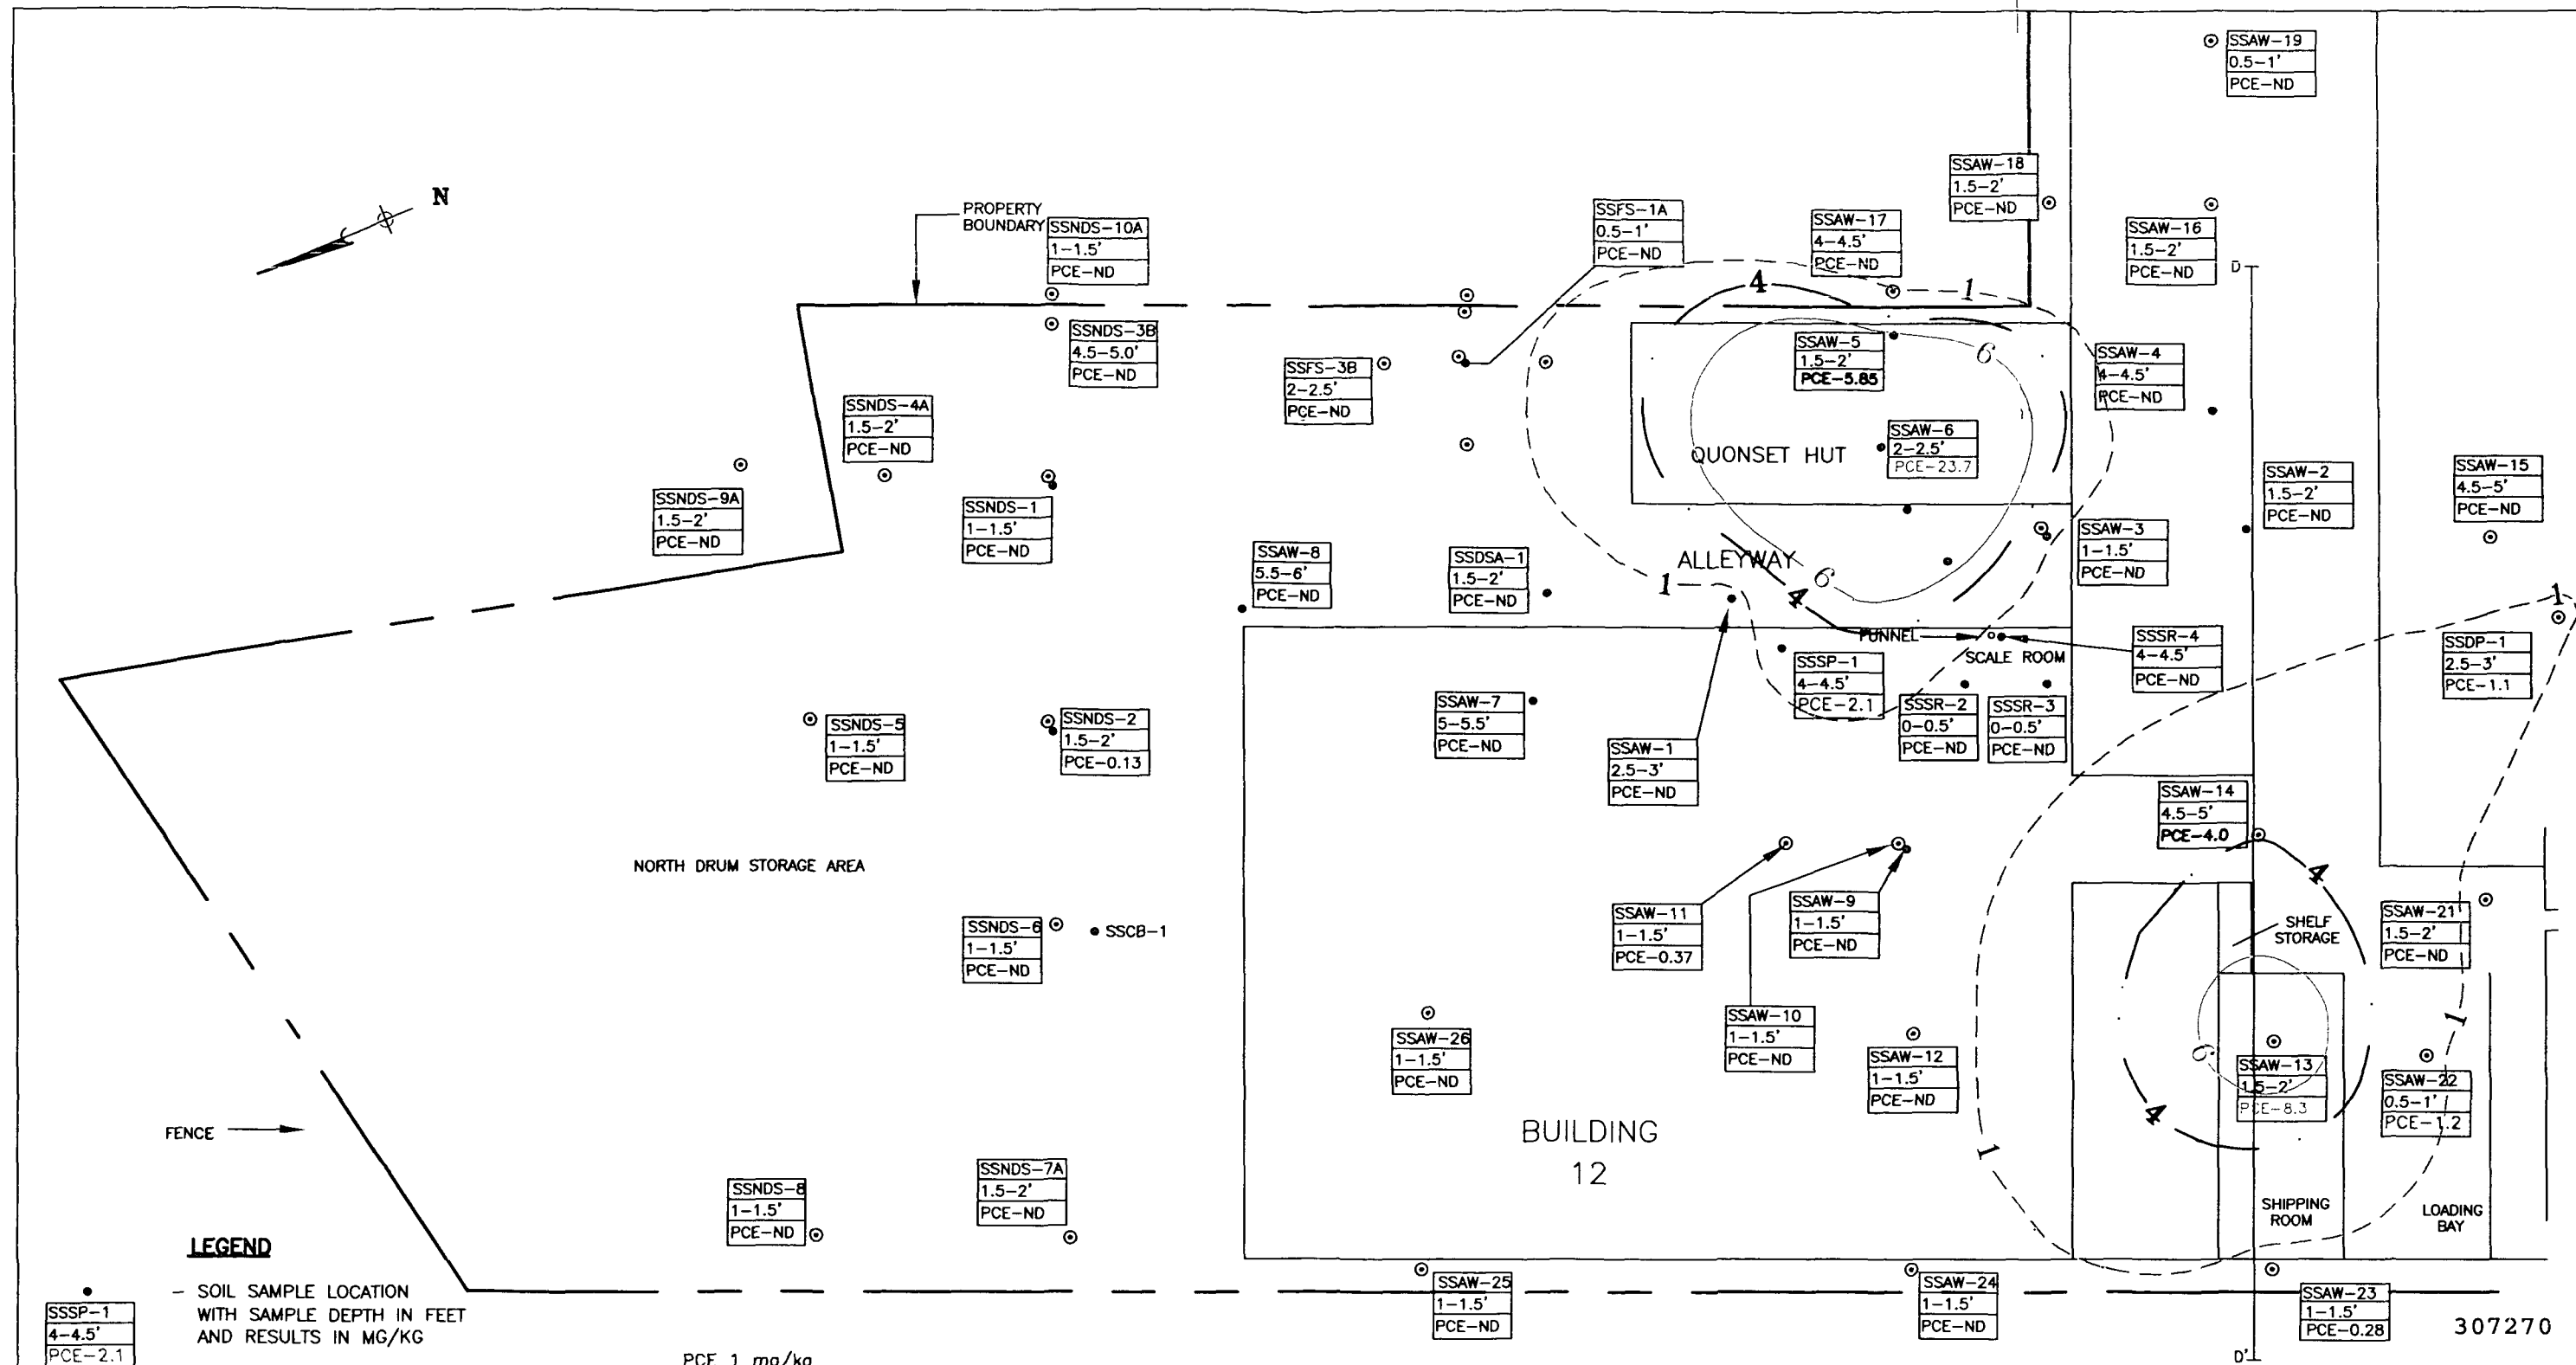 SSAW-19
0.5-1'
PCE-ND
SSAW-18
1.5-2'
PCE-ND
N
PROPERTY
BOUNDARY
SSNDS-10A
1-1.5'
PCE-ND
SSFS-1A
0.5-1'
PCE-ND
SSAW-17
4-4.5'
PCE-ND
SSAW-16
1.5-2'
PCE-ND
D
4
1
SSNDS-3B
4.5-5.0'
PCE-ND
SSFS-3B
2-2.5'
PCE-ND
SSAW-5
1.5-2'
PCE-5.85
6
SSAW-4
4-4.5'
PCE-ND
SSNDS-4A
1.5-2'
PCE-ND
QUONSET HUT
SSAW-6
2-2.5'
PCE-23.7
SSAW-2
1.5-2'
PCE-ND
SSAW-15
4.5-5'
PCE-ND
SSNDS-9A
1.5-2'
PCE-ND
SSNDS-1
1-1.5'
PCE-ND
SSAW-8
5.5-6'
PCE-ND
SSDSA-1
1.5-2'
PCE-ND
ALLEYWAY
1
4
6
SSAW-3
1-1.5'
PCE-ND
1
TUNNEL
SCALE ROOM
SSSR-4
4-4.5'
PCE-ND
SSDP-1
2.5-3'
PCE-1.1
SSSP-1
4-4.5'
PCE-2.1
SSSR-2
0-0.5'
PCE-ND
SSSR-3
0-0.5'
PCE-ND
SSAW-7
5-5.5'
PCE-ND
SSNDS-5
1-1.5'
PCE-ND
SSNDS-2
1.5-2'
PCE-0.13
SSAW-1
2.5-3'
PCE-ND
SSAW-14
4.5-5'
PCE-4.0
NORTH DRUM STORAGE AREA
4
SSAW-11
1-1.5'
PCE-0.37
SSAW-9
1-1.5'
PCE-ND
SHELF
STORAGE
SSAW-21
1.5-2'
PCE-ND
SSNDS-6
1-1.5'
PCE-ND
SSCB-1
SSAW-10
1-1.5'
PCE-ND
SSAW-26
1-1.5'
PCE-ND
SSAW-12
1-1.5'
PCE-ND
6
1
SSAW-13
1.5-2'
PCE-8.3
SSAW-22
0.5-1'
PCE-1.2
4
1
FENCE
BUILDING
12
SSNDS-8
1-1.5'
PCE-ND
SSNDS-7A
1.5-2'
PCE-ND
SHIPPING
ROOM
LOADING
BAY
LEGEND
SSSP-1
4-4.5'
PCE-2.1
- SOIL SAMPLE LOCATION
WITH SAMPLE DEPTH IN FEET
AND RESULTS IN MG/KG
SSAW-25
1-1.5'
PCE-ND
SSAW-24
1-1.5'
PCE-ND
SSAW-23
1-1.5'
PCE-0.28
307270
PCE 1 mg/kg
D'